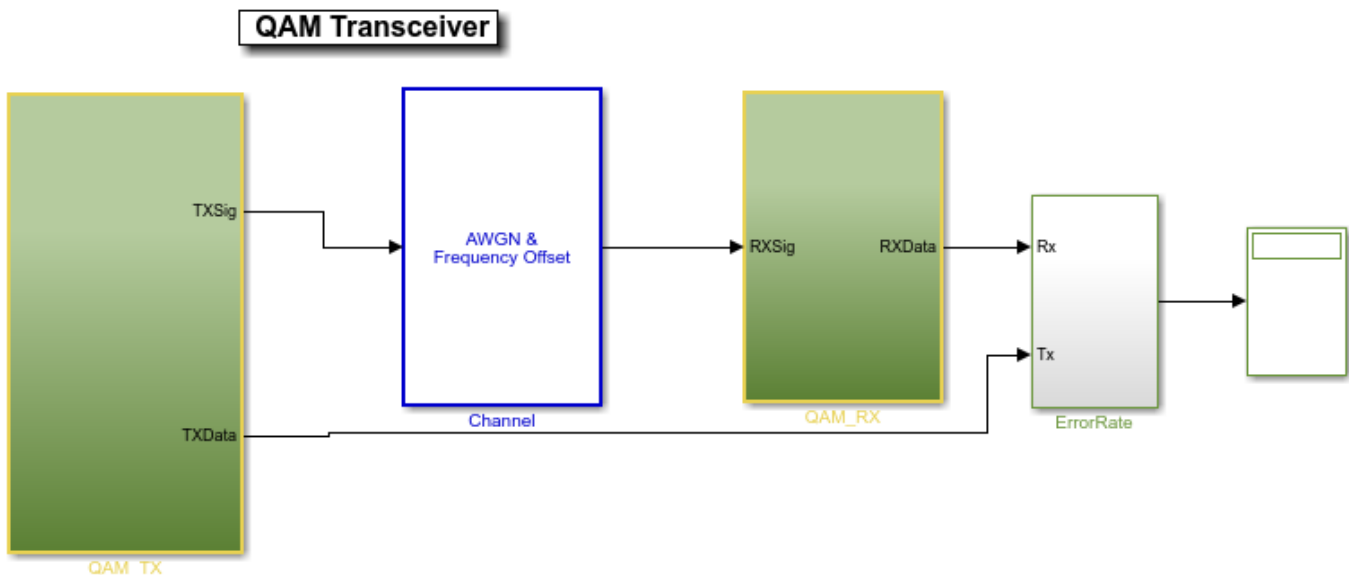 QAM Transceiver
TXSig
TXData
QAM_TX
AWGN &
Frequency Offset
Channel
RXSig
RXData
QAM_RX
Rx
Tx
ErrorRate